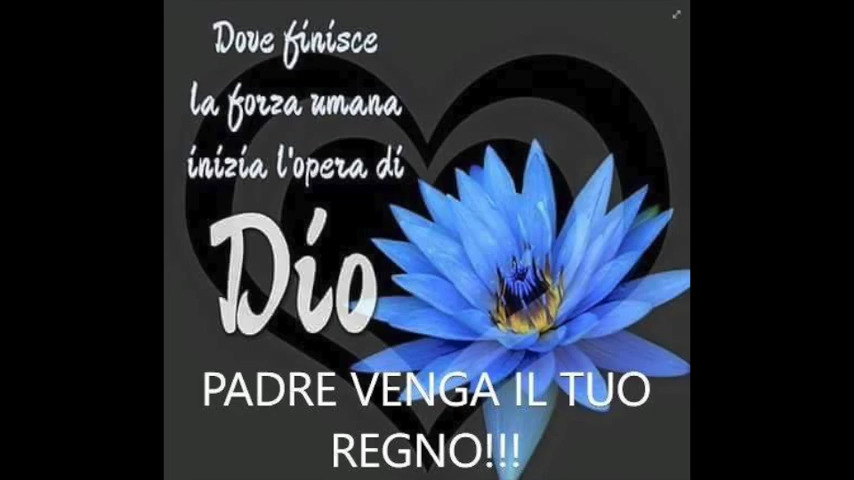 Dove finisce
la forza umana
inizia l'opera di
Dio
PADRE VENGA IL TUO
REGNO!!!